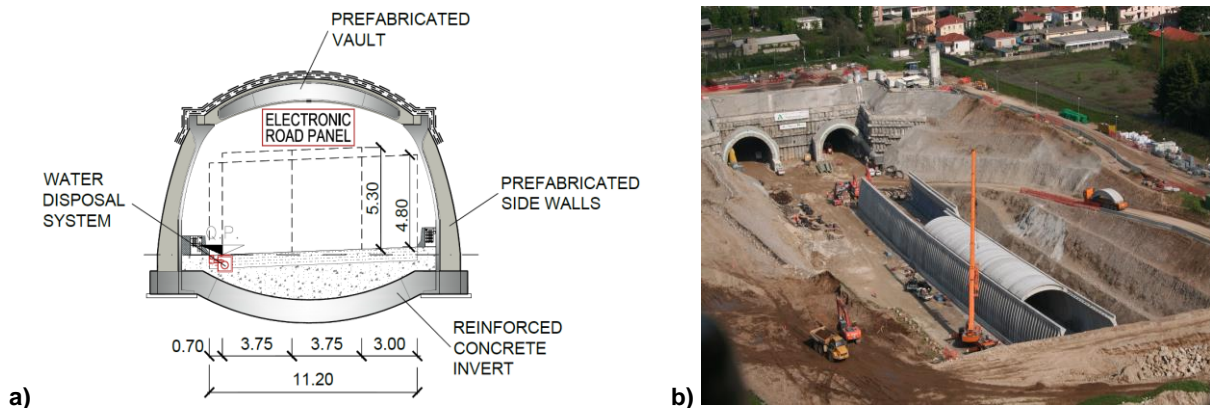 PREFABRICATED
VAULT
ELECTRONIC
ROAD PANEL
WATER
DISPOSAL
SYSTEM
PREFABRICATED
SIDE WALLS
5.30
4.80
REINFORCED
CONCRETE
INVERT
0.70 3.75 3.75 3.00
11.20
a)
b)